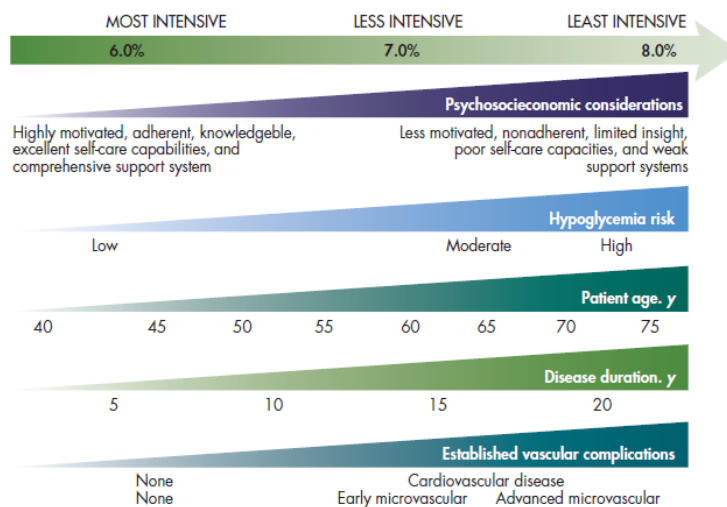 MOST INTENSIVE LESS INTENSIVE LEAST INTENSIVE
6.0% 7.0% 8.0%
Psychosocieconomic considerations
Highly motivated, adherent, knowledgeble,
excellent self-care capabilities, and
comprehensive support system
Less motivated, nonadherent, limited insight,
poor self-care capacities, and weak
support systems
Hypoglycemia risk
Low Moderate High
Patient age. y
40 45 50 55 60 65 70 75
Disease duration. y
5 10 15 20
Established vascular complications
None Cardiovascular disease
None Early microvascular Advanced microvascular